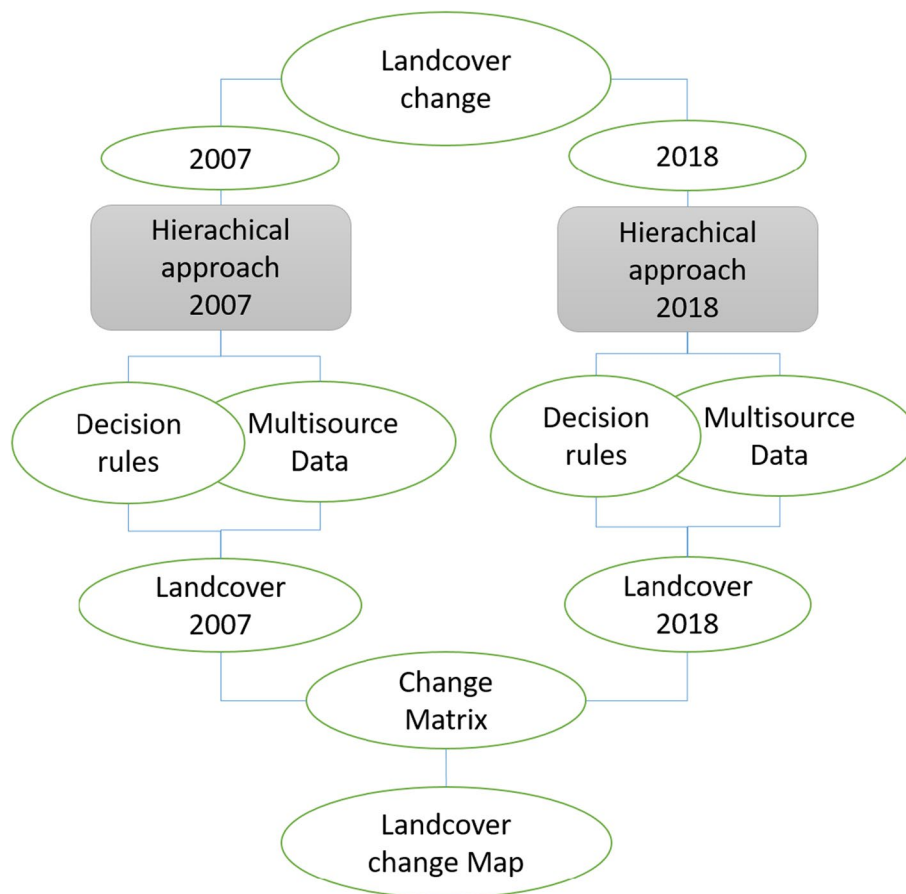 Landcover
change
2007
2018
Hierachical
approach
2007
Hierachical
approach
2018
Decision
rules
Multisource
Data
Decision
rules
Multisource
Data
Landcover
2007
Landcover
2018
Change
Matrix
Landcover
change Map